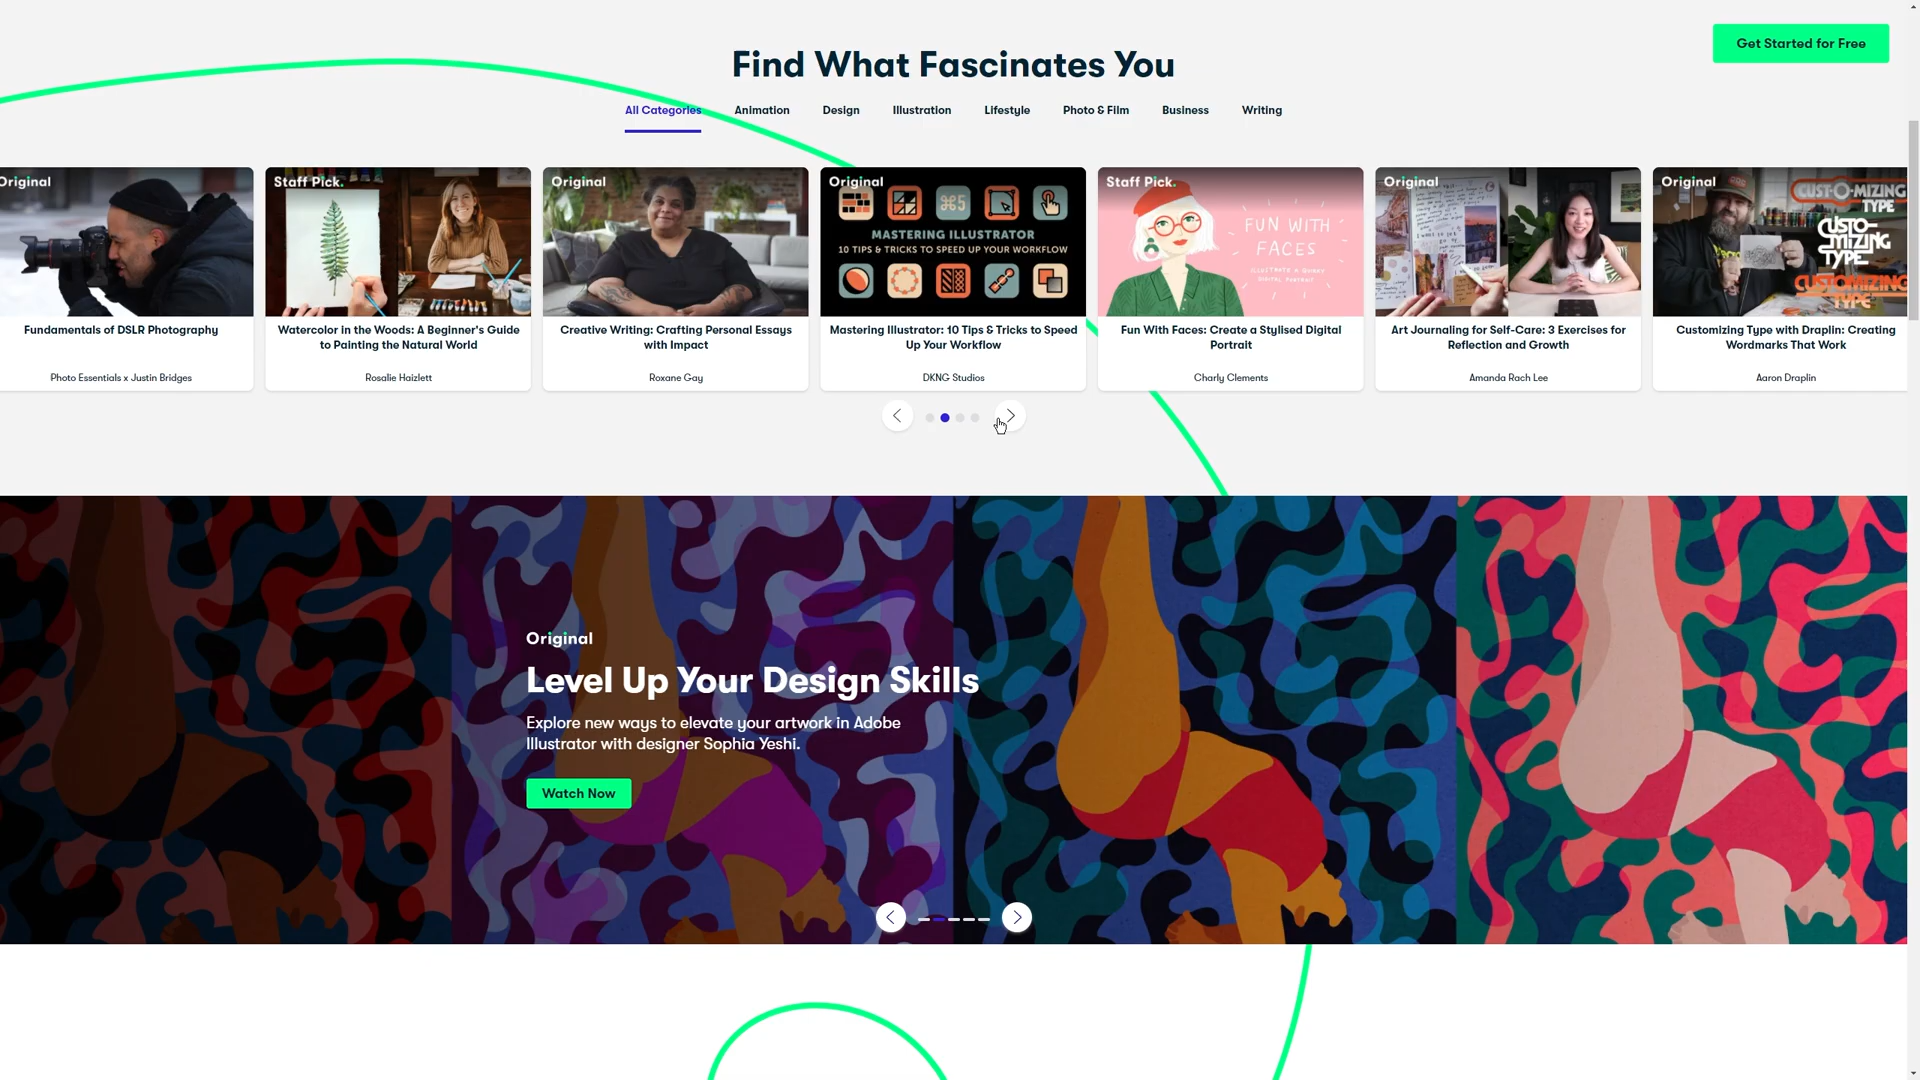 Get Started for Free
Find What Fascinates You
All Categories
Animation
Design
Illustration
Lifestyle
Photo & Film
Business
Writing
Original
Fundamentals of DSLR Photography
Photo Essentials x Justin Bridges
Staff Pick.
Watercolor in the Woods: A Beginner's Guide
to Painting the Natural World
Rosalie Haizlett
Original
Creative Writing: Crafting Personal Essays
with Impact
Roxane Gay
Original
⌘5
MASTERING ILLUSTRATOR
10 TIPS & TRICKS TO SPEED UP YOUR WORKFLOW
Mastering Illustrator: 10 Tips & Tricks to Speed
Up Your Workflow
DKNG Studios
Staff Pick.
FUN WITH
FACES
Fun With Faces: Create a Stylised Digital
Portrait
Charly Clements
Original
Art Journaling for Self-Care: 3 Exercises for
Reflection and Growth
Amanda Rach Lee
Original
CUST-O-MIZING
TYPE
CUSTO-
MIZING
TYPE
CUSTOMIZING
TYPE
Customizing Type with Draplin: Creating
Wordmarks That Work
Aaron Draplin
Original
Level Up Your Design Skills
Explore new ways to elevate your artwork in Adobe
Illustrator with designer Sophia Yeshi.
Watch Now